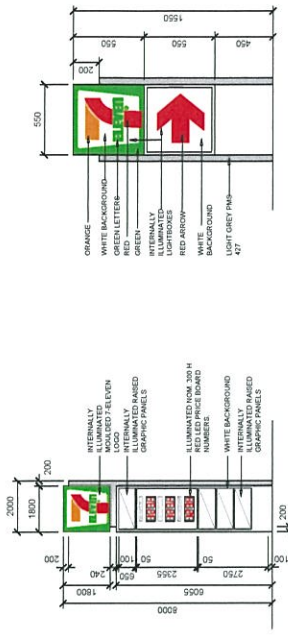 2000
1800
200
200
1800
240
8000
100
650
50
2355
6055
50
2750
100
200
ELEVEN
INTERNALLY
ILLUMINATED
MOULDED 7-ELEVEN
LOGO
INTERNALLY
ILLUMINATED RAISED
GRAPHIC PANELS
ILLUMINATED NOM. 300 H
RED LED PRICE BOARD
NUMBERS.
WHITE BACKGROUND
INTERNALLY
ILLUMINATED RAISED
GRAPHIC PANELS
550
200
550
550
450
1550
ELEVEN
ORANGE
WHITE BACKGROUND
GREEN LETTERS
RED
GREEN
INTERNALLY
ILLUMINATED
LIGHTBOXES
RED ARROW
WHITE
BACKGROUND
LIGHT GREY PMS
427